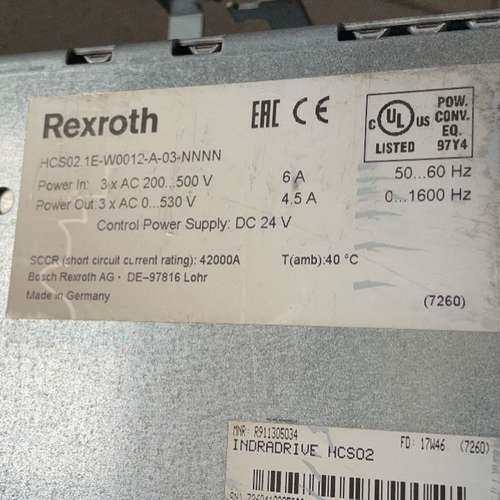 Rexroth
EAC CE
c UL US LISTED
POW. CONV. EQ. 97Y4
HCS02.1E-W0012-A-03-NNNN
Power In: 3 x AC 200...500 V 6 A 50...60 Hz
Power Out: 3 x AC 0...530 V 4.5 A 0...1600 Hz
Control Power Supply: DC 24 V
SCCR (short circuit current rating): 42000A T(amb):40 °C
Bosch Rexroth AG · DE-97816 Lohr
Made in Germany (7260)
MNR: R911305034
INDRADRIVE HCS02 FD: 17W46 (7260)